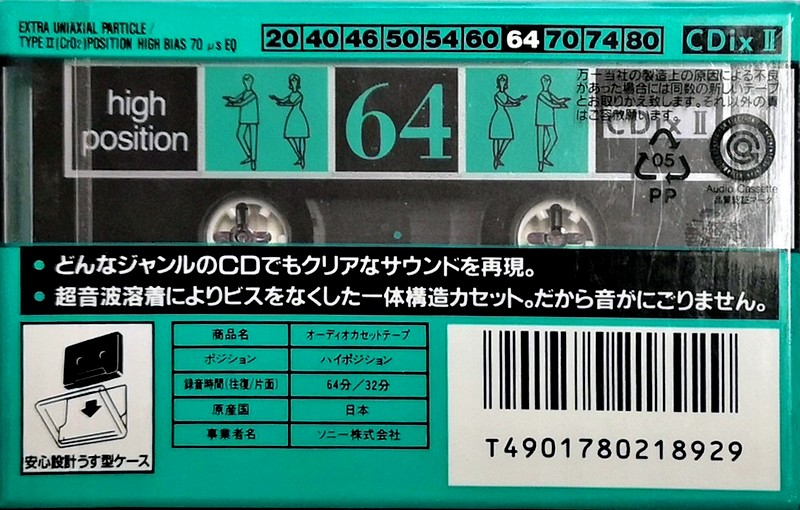 EXTRA UNIAXIAL PARTICLE/
TYPE II (CrO₂) POSITION HIGH BIAS 70 μs EQ
20 40 46 50 54 60 64 70 74 80
CDix II
high
position
64
万一当社の製造上の原因による不良
があった場合には同数の新しいテープ
とお取りかえ致します。それ以外の責
はご容赦願います。
CDix II
05
PP
Audio Cassette
品質認証マーク
• どんなジャンルのCDでもクリアなサウンドを再現。
• 超音波溶着によりビスをなくした一体構造カセット。だから音がにごりません。
安心設計うす型ケース
商品名 オーディオカセットテープ
ポジション ハイポジション
録音時間(往復/片面) 64分/32分
原産国 日本
事業者名 ソニー株式会社
T4901780218929